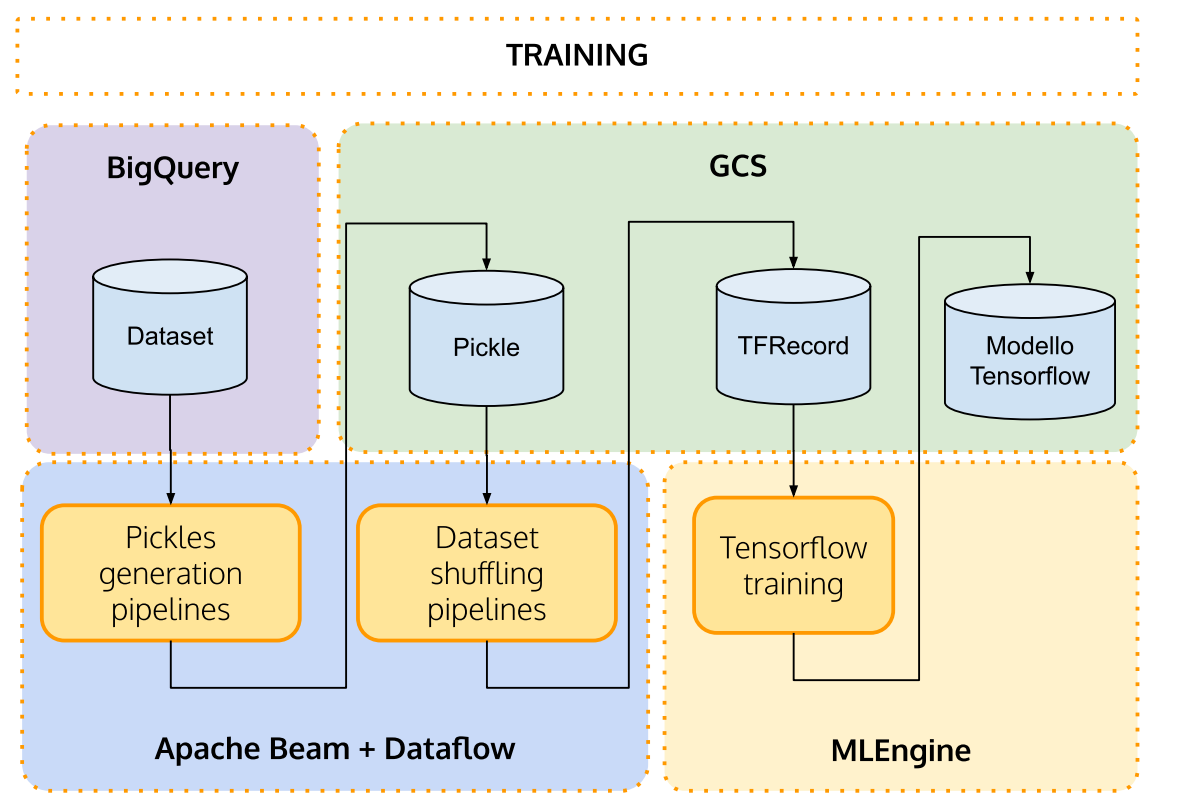 TRAINING
BigQuery
GCS
Dataset
Pickle
TFRecord
Modello
Tensorflow
Pickles
generation
pipelines
Dataset
shuffling
pipelines
Tensorflow
training
Apache Beam + Dataflow
MLEngine